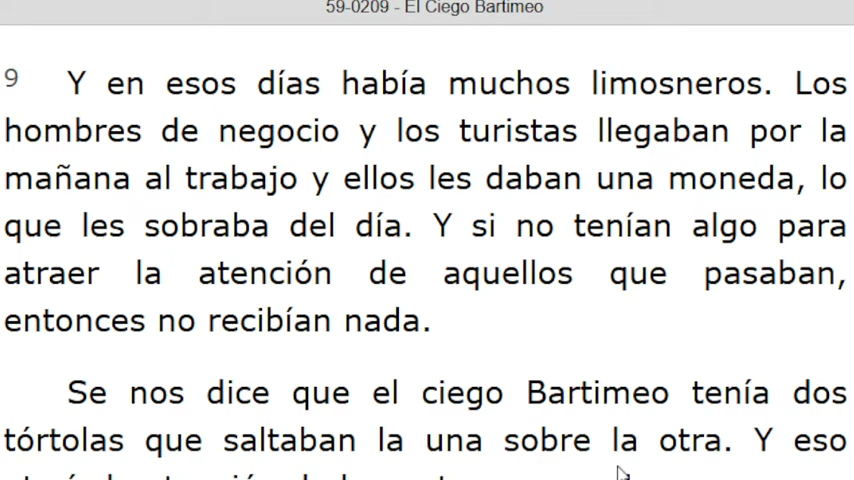 59-0209 - El Ciego Bartimeo
9 Y en esos días había muchos limosneros. Los
hombres de negocio y los turistas llegaban por la
mañana al trabajo y ellos les daban una moneda, lo
que les sobraba del día. Y si no tenían algo para
atraer la atención de aquellos que pasaban,
entonces no recibían nada.
Se nos dice que el ciego Bartimeo tenía dos
tórtolas que saltaban la una sobre la otra. Y eso